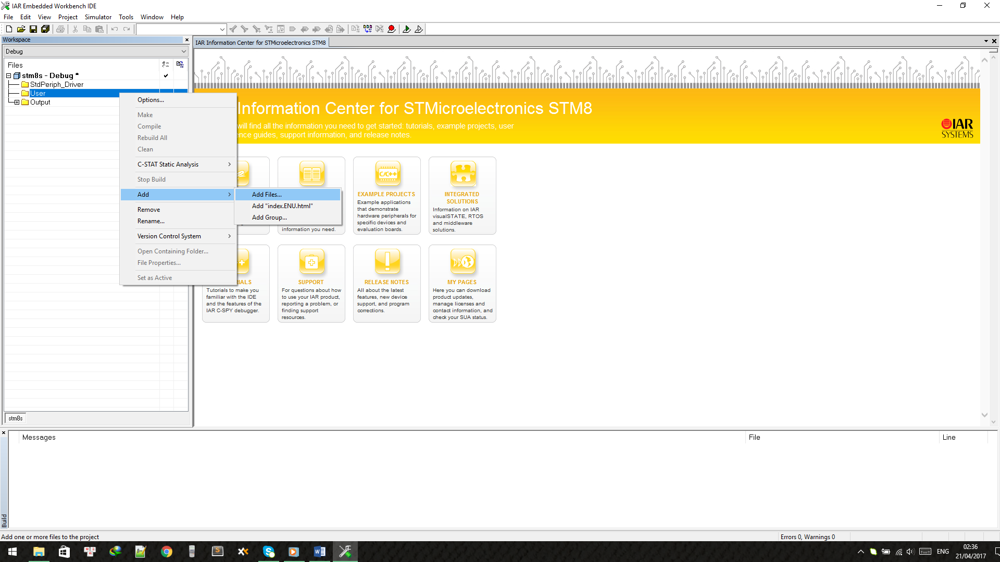 IAR Embedded Workbench IDE
File Edit View Project Simulator Tools Window Help
Workspace
IAR Information Center for STMicroelectronics STM8
Debug
Files
stm8s - Debug *
StdPeriph_Driver
User
Output
Options...
Make
Compile
Rebuild All
Clean
C-STAT Static Analysis
Stop Build
Add
Remove
Rename...
Version Control System
Open Containing Folder...
File Properties...
Set as Active
Add Files...
Add "index.ENU.html"
Add Group...
Information Center for STMicroelectronics STM8
will find all the information you need to get started: tutorials, example projects, user
guides, support information, and release notes.
IAR
SYSTEMS
information you need.
C/C++
EXAMPLE PROJECTS
Example applications
that demonstrate
hardware peripherals for
specific devices and
evaluation boards.
INTEGRATED
SOLUTIONS
Information on IAR
visualSTATE, RTOS
and middleware
solutions.
Tutorials to make you
familiar with the IDE
and the features of the
IAR C-SPY debugger.
SUPPORT
For questions about how
to use your IAR product,
reporting a problem, or
finding support
resources.
RELEASE NOTES
All about the latest
features, new device
support, and program
corrections.
MY PAGES
Here you can download
product updates,
manage licenses and
contact information, and
check your SUA status.
stm8s
Messages File Line
Build
Add one or more files to the project
Errors 0, Warnings 0
ENG
02:36
21/04/2017